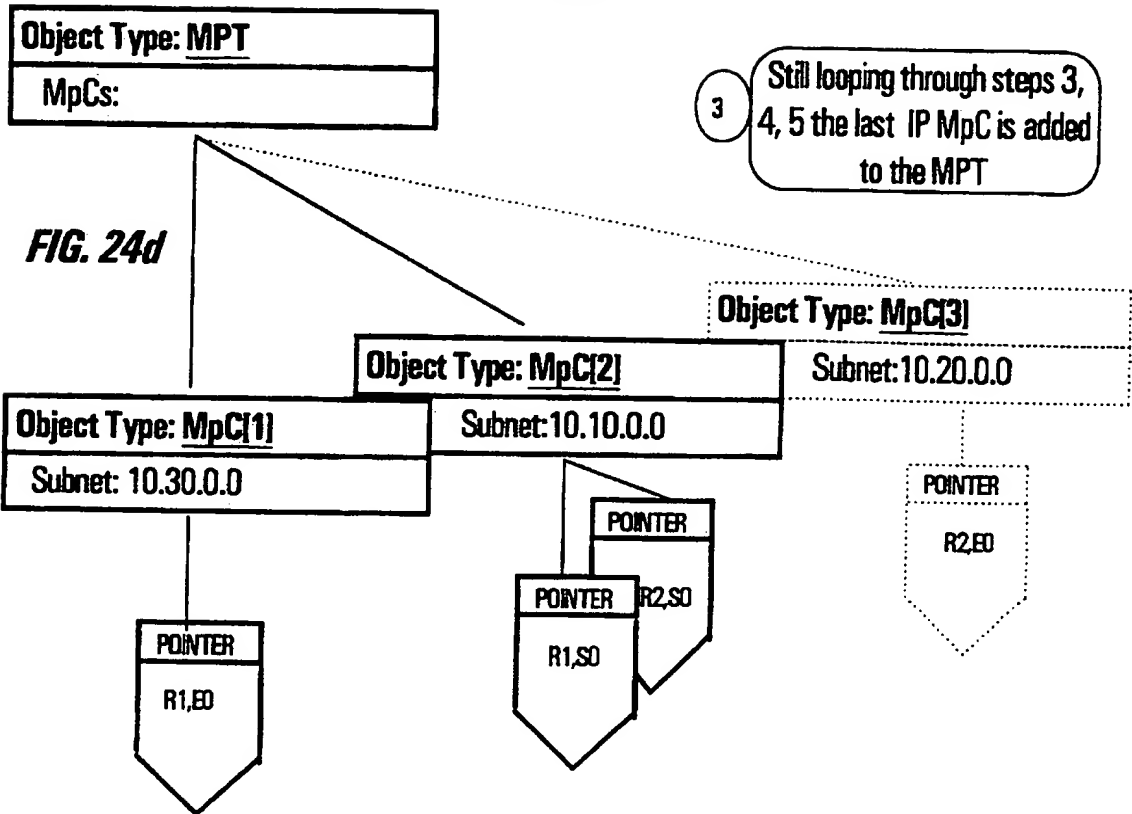 Object Type: MPT
MpCs:
3
Still looping through steps 3,
4, 5 the last IP MpC is added
to the MPT
FIG. 24d
Object Type: MpC[3]
Subnet:10.20.0.0
Object Type: MpC[2]
Subnet:10.10.0.0
Object Type: MpC[1]
Subnet: 10.30.0.0
POINTER
R2,E0
POINTER
R2,S0
POINTER
R1,S0
POINTER
R1,E0